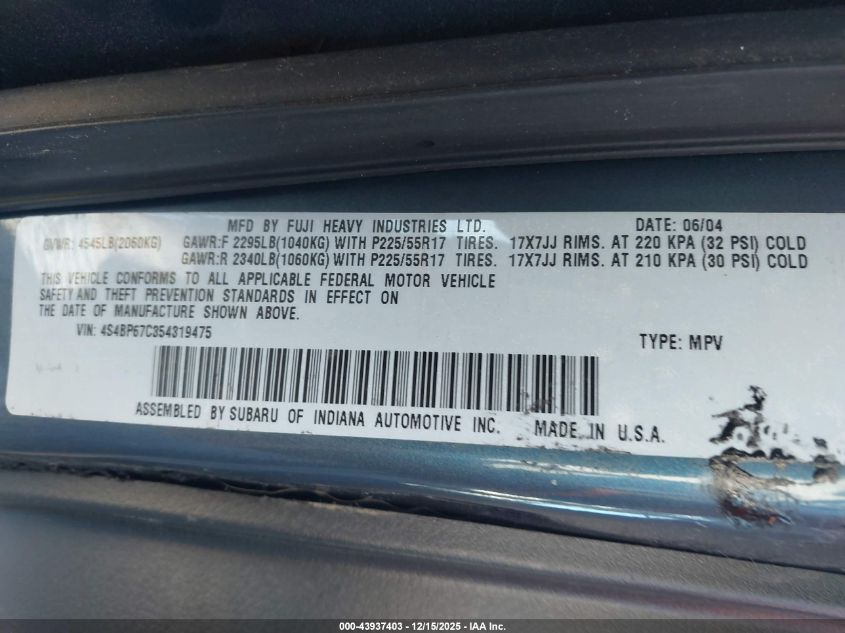 MFD BY FUJI HEAVY INDUSTRIES LTD. DATE: 06/04
GVWR: 4545LB(2060KG) GAWR:F 2295LB(1040KG) WITH P225/55R17 TIRES. 17X7JJ RIMS. AT 220 KPA (32 PSI) COLD
GAWR:R 2340LB(1060KG) WITH P225/55R17 TIRES. 17X7JJ RIMS. AT 210 KPA (30 PSI) COLD
THIS VEHICLE CONFORMS TO ALL APPLICABLE FEDERAL MOTOR VEHICLE
SAFETY AND THEFT PREVENTION STANDARDS IN EFFECT ON
THE DATE OF MANUFACTURE SHOWN ABOVE.
VIN: 4S4BP67C354319475 TYPE: MPV
ASSEMBLED BY SUBARU OF INDIANA AUTOMOTIVE INC. MADE IN U.S.A.
000-43937403 - 12/15/2025 - IAA Inc.